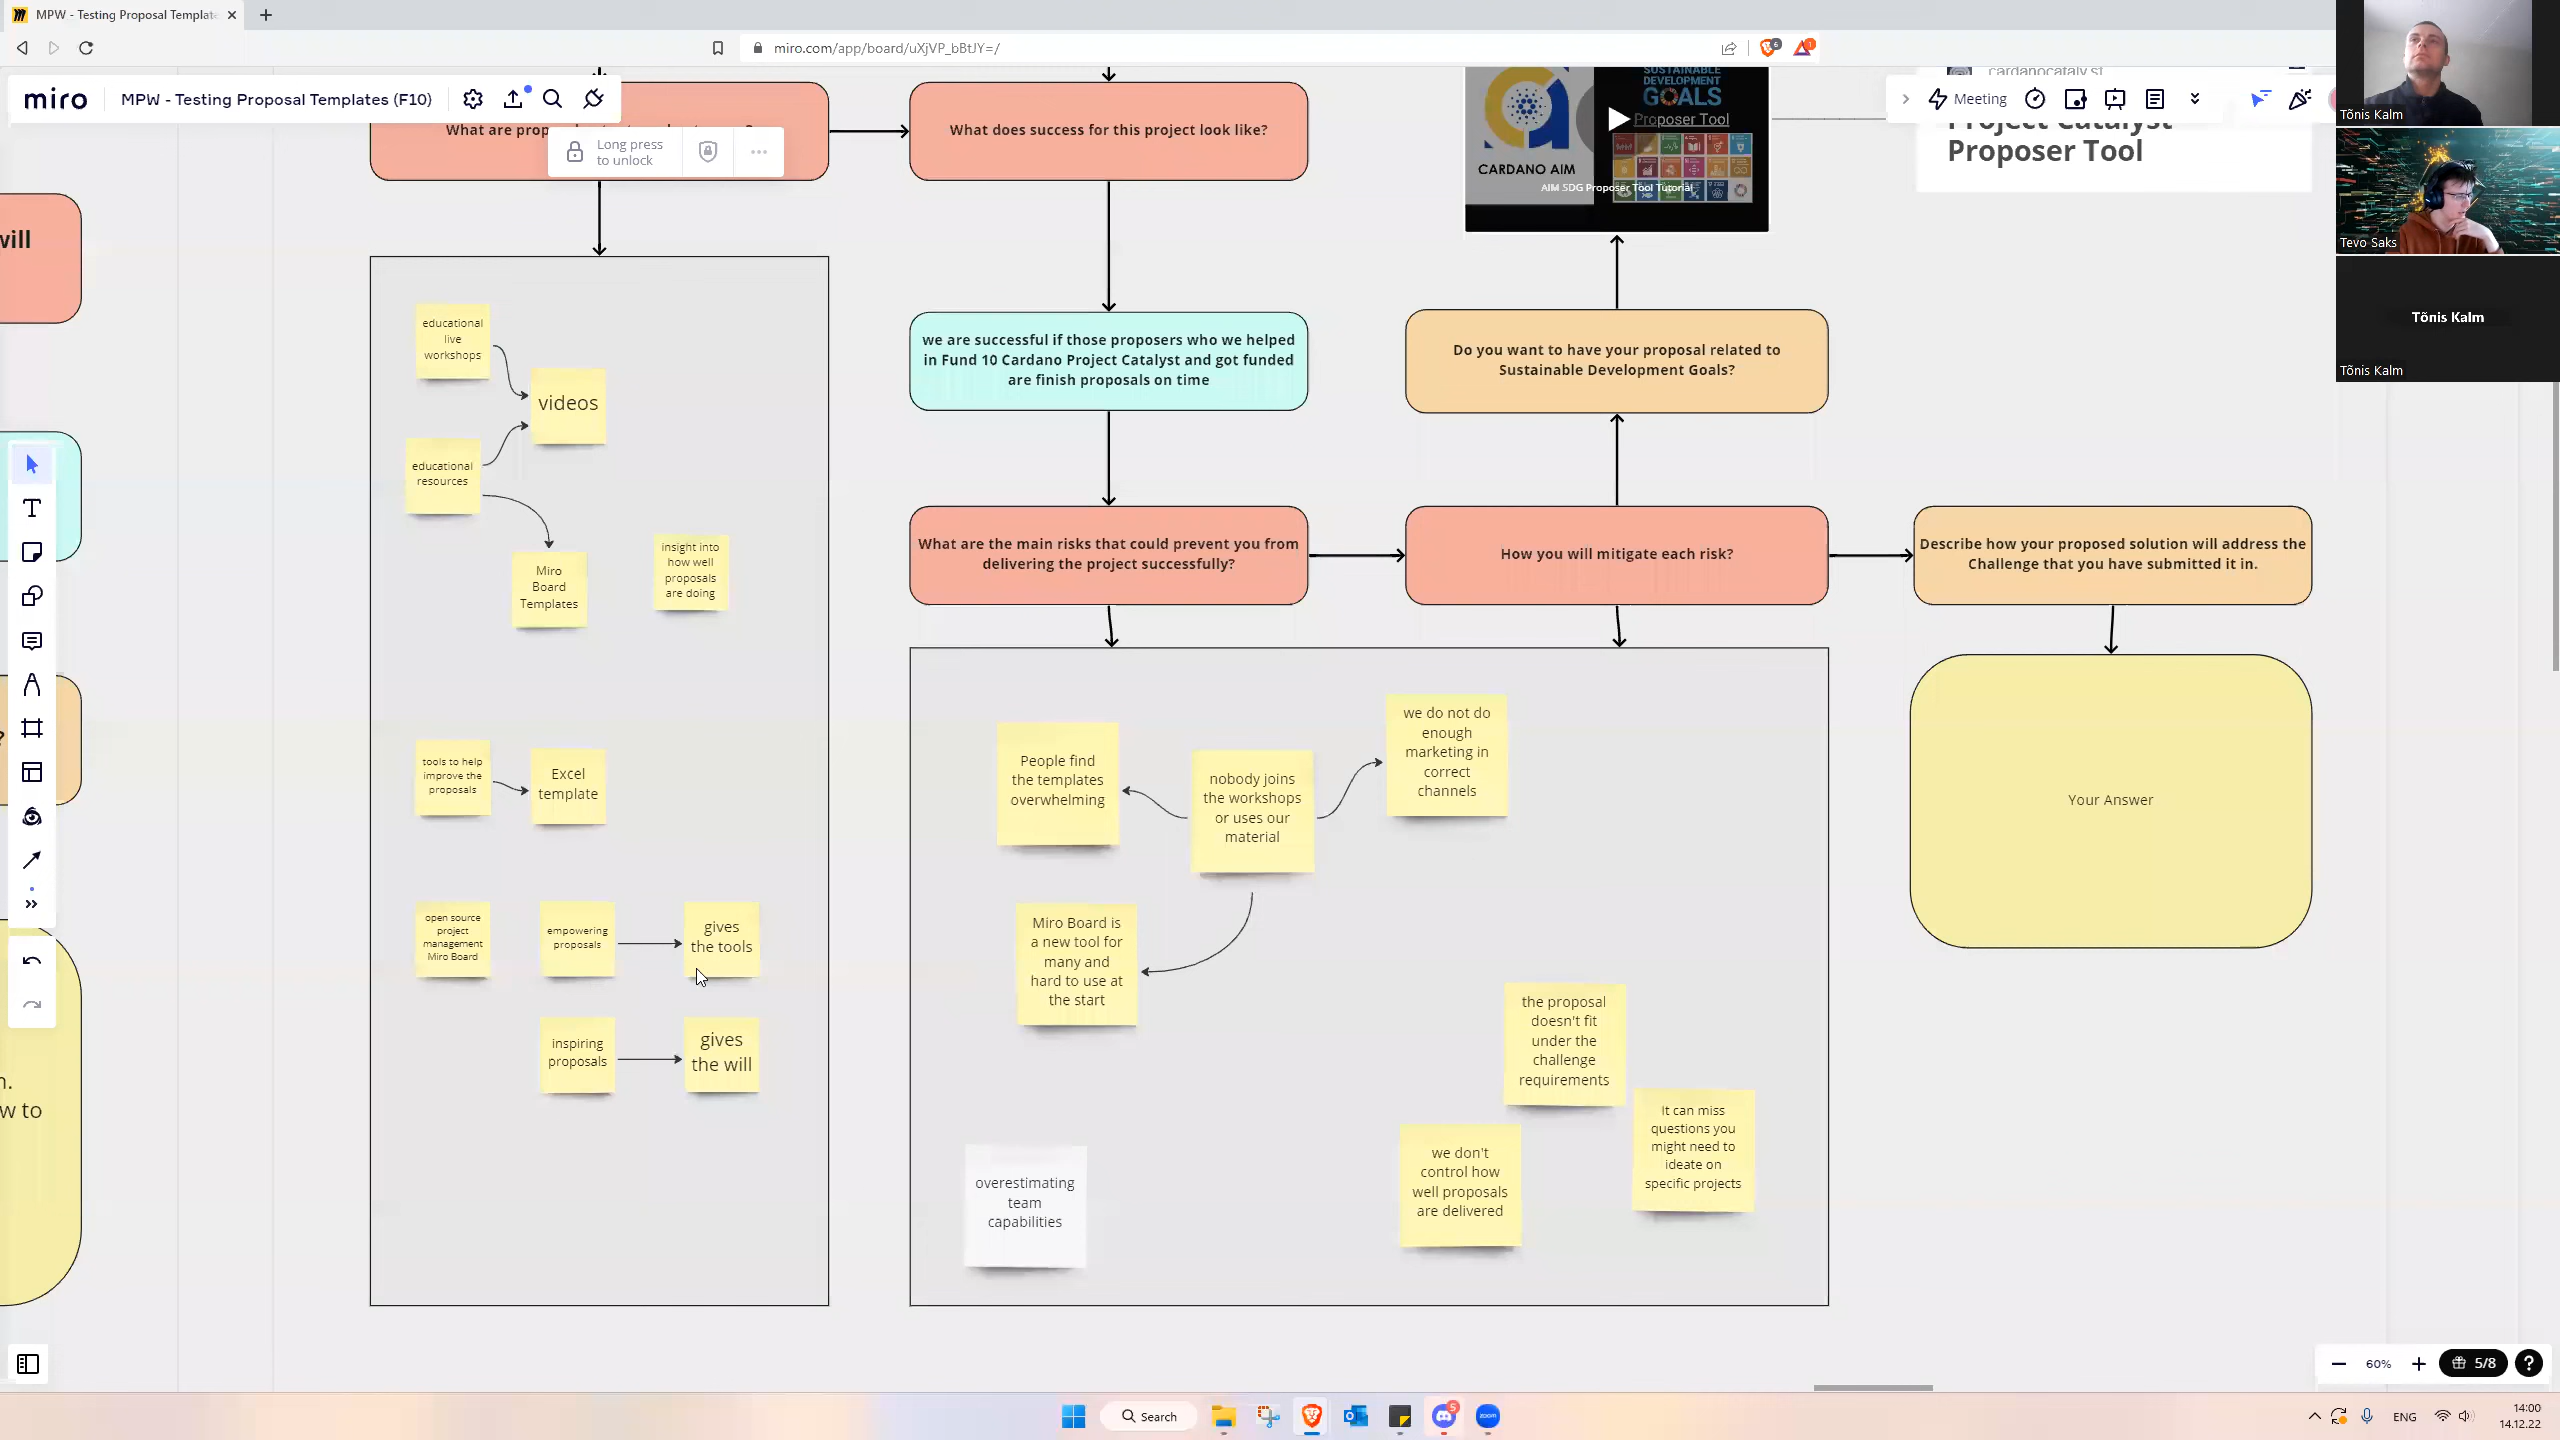 MPW - Testing Proposal Template
miro.com/app/board/uXjVP_bBtJY=/
6
1
miro
MPW - Testing Proposal Templates (F10)
Meeting
What are prop
What does success for this project look like?
Long press
to unlock
SUSTAINABLE
DEVELOPMENT
GOALS
Proposer Tool
CARDANO AIM
AIM SDG Proposer Tool Tutorial
cardanocatalyst
Project Catalyst
Proposer Tool
Tõnis Kalm
Tevo Saks
Tõnis Kalm
Tõnis Kalm
will
educational
live
workshops
videos
educational
resources
Miro
Board
Templates
insight into
how well
proposals
are doing
tools to help
improve the
proposals
Excel
template
open source
project
management
Miro Board
empowering
proposals
gives
the tools
inspiring
proposals
gives
the will
we are successful if those proposers who we helped
in Fund 10 Cardano Project Catalyst and got funded
are finish proposals on time
Do you want to have your proposal related to
Sustainable Development Goals?
What are the main risks that could prevent you from
delivering the project successfully?
How you will mitigate each risk?
Describe how your proposed solution will address the
Challenge that you have submitted it in.
People find
the templates
overwhelming
nobody joins
the workshops
or uses our
material
we do not do
enough
marketing in
correct
channels
Miro Board is
a new tool for
many and
hard to use at
the start
the proposal
doesn't fit
under the
challenge
requirements
we don't
control how
well proposals
are delivered
It can miss
questions you
might need to
ideate on
specific projects
overestimating
team
capabilities
Your Answer
?
n.
w to
60%
5/8
?
Search
5
zoom
ENG
14:00
14.12.22